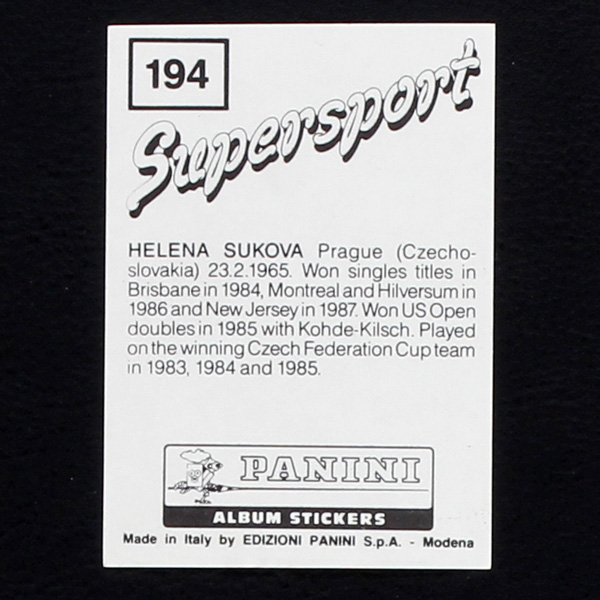 194
Supersport
HELENA SUKOVA Prague (Czecho-
slovakia) 23.2.1965. Won singles titles in
Brisbane in 1984, Montreal and Hilversum in
1986 and New Jersey in 1987. Won US Open
doubles in 1985 with Kohde-Kilsch. Played
on the winning Czech Federation Cup team
in 1983, 1984 and 1985.
PANINI
ALBUM STICKERS
Made in Italy by EDIZIONI PANINI S.p.A. - Modena